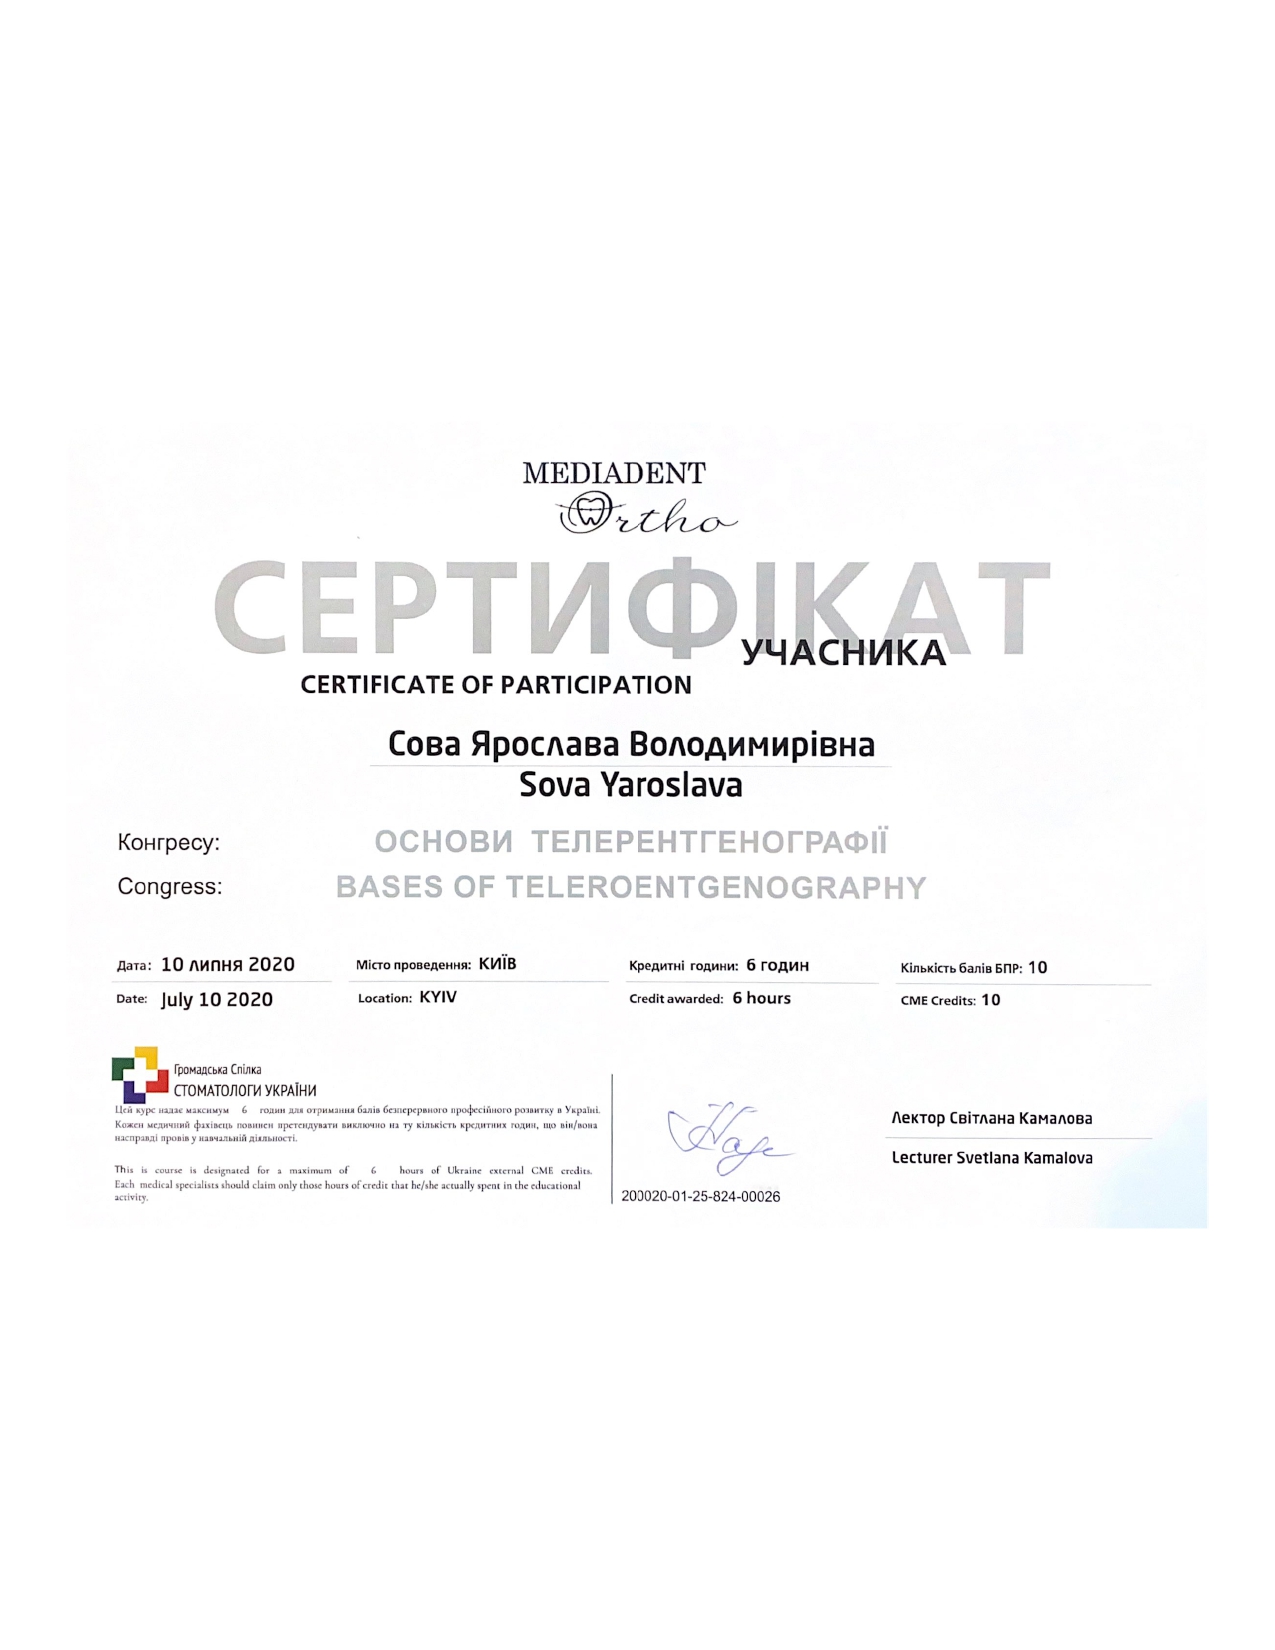 MEDIADENT
Ortho
СЕРТИФІКАТ
УЧАСНИКА
CERTIFICATE OF PARTICIPATION
Сова Ярослава Володимирівна
Sova Yaroslava
Конгресу: ОСНОВИ ТЕЛЕРЕНТГЕНОГРАФІЇ
Congress: BASES OF TELEROENTGENOGRAPHY
Дата: 10 липня 2020 Місто проведення: КИЇВ Кредитні години: 6 годин Кількість балів БПР: 10
Date: July 10 2020 Location: KYIV Credit awarded: 6 hours CME Credits: 10
Громадська Спілка
СТОМАТОЛОГИ УКРАЇНИ
Цей курс надає максимум 6 годин для отримання балів безперервного професійного розвитку в Україні.
Кожен медичний фахівець повинен претендувати виключно на ту кількість кредитних годин, що він/вона
насправді провів у навчальній діяльності.
This is course is designated for a maximum of 6 hours of Ukraine external CME credits.
Each medical specialists should claim only those hours of credit that he/she actually spent in the educational
activity.
200020-01-25-824-00026
Лектор Світлана Камалова
Lecturer Svetlana Kamalova